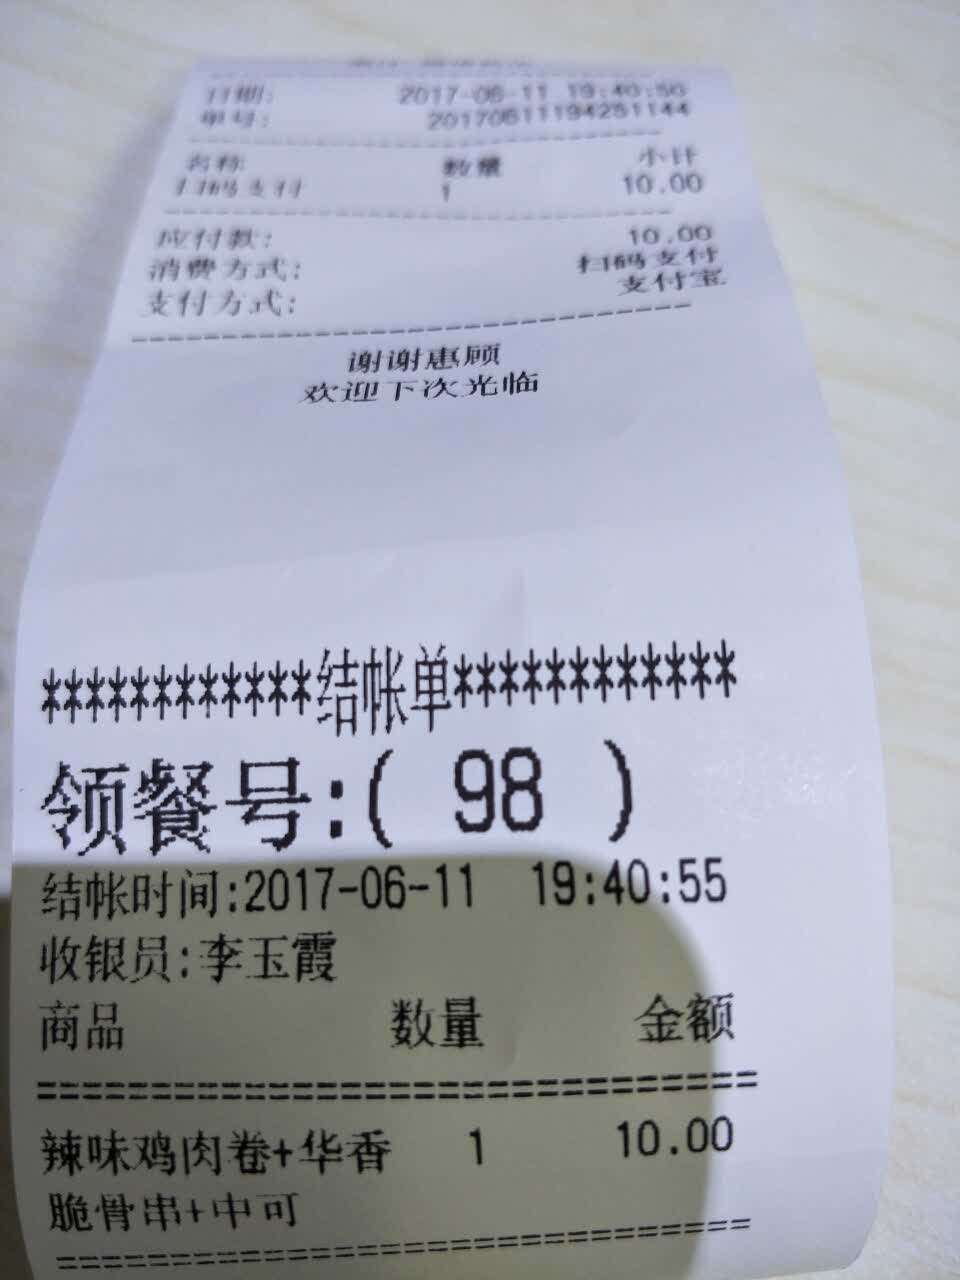 日期: 2017-06-11 19:40:50
单号: 20170611194251144
名称 数量 小计
扫码支付 1 10.00
应付款: 10.00
消费方式: 扫码支付
支付方式: 支付宝
谢谢惠顾
欢迎下次光临
************结帐单************
领餐号:( 98 )
结帐时间:2017-06-11 19:40:55
收银员:李玉霞
商品 数量 金额
==============================
辣味鸡肉卷+华香 1 10.00
脆骨串+中可
==============================